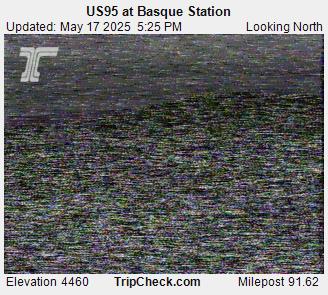 US95 at Basque Station
Updated: May 17 2025 5:25 PM Looking North
Elevation 4460 TripCheck.com Milepost 91.62